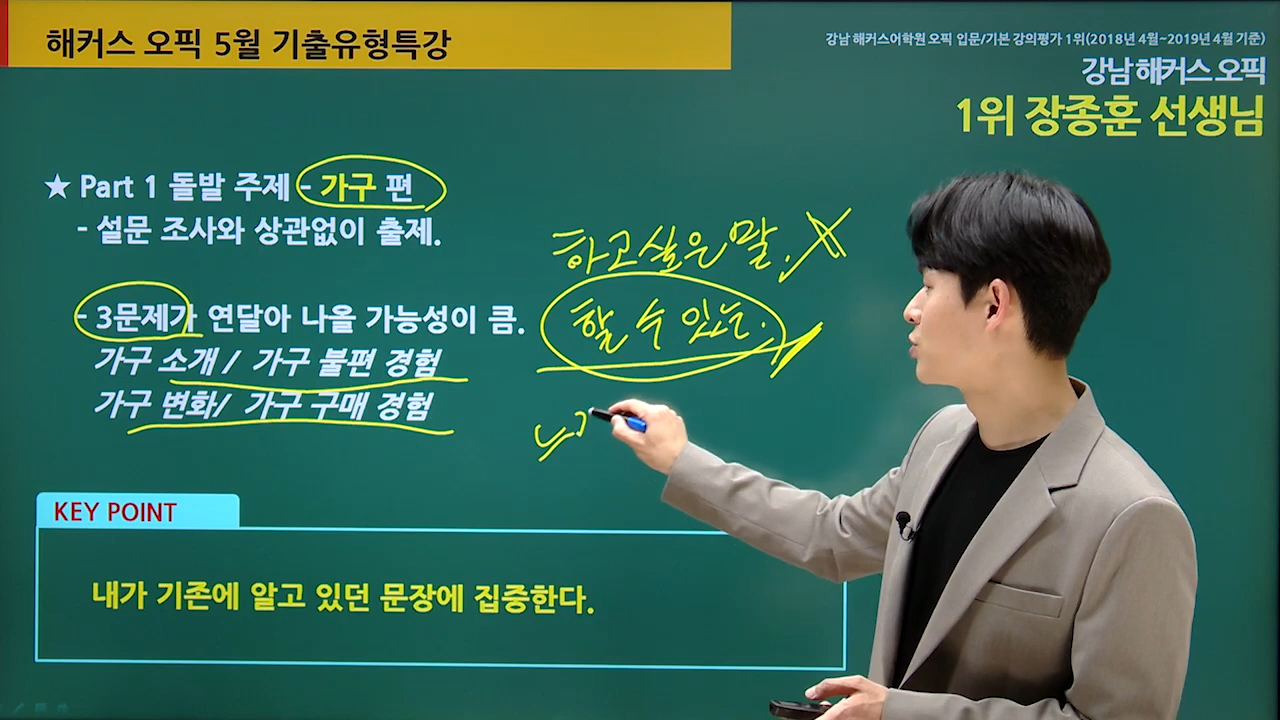 해커스 오픽 5월 기출유형특강
강남 해커스어학원 오픽 입문/기본 강의평가 1위(2018년 4월~2019년 4월 기준)
강남 해커스 오픽
1위 장종훈 선생님
★ Part 1 돌발 주제 - 가구 편
- 설문 조사와 상관없이 출제.
- 3문제가 연달아 나올 가능성이 큼.
가구 소개 / 가구 불편 경험
가구 변화/ 가구 구매 경험
하고싶은 말.
할 수 있는.
KEY POINT
내가 기존에 알고 있던 문장에 집중한다.